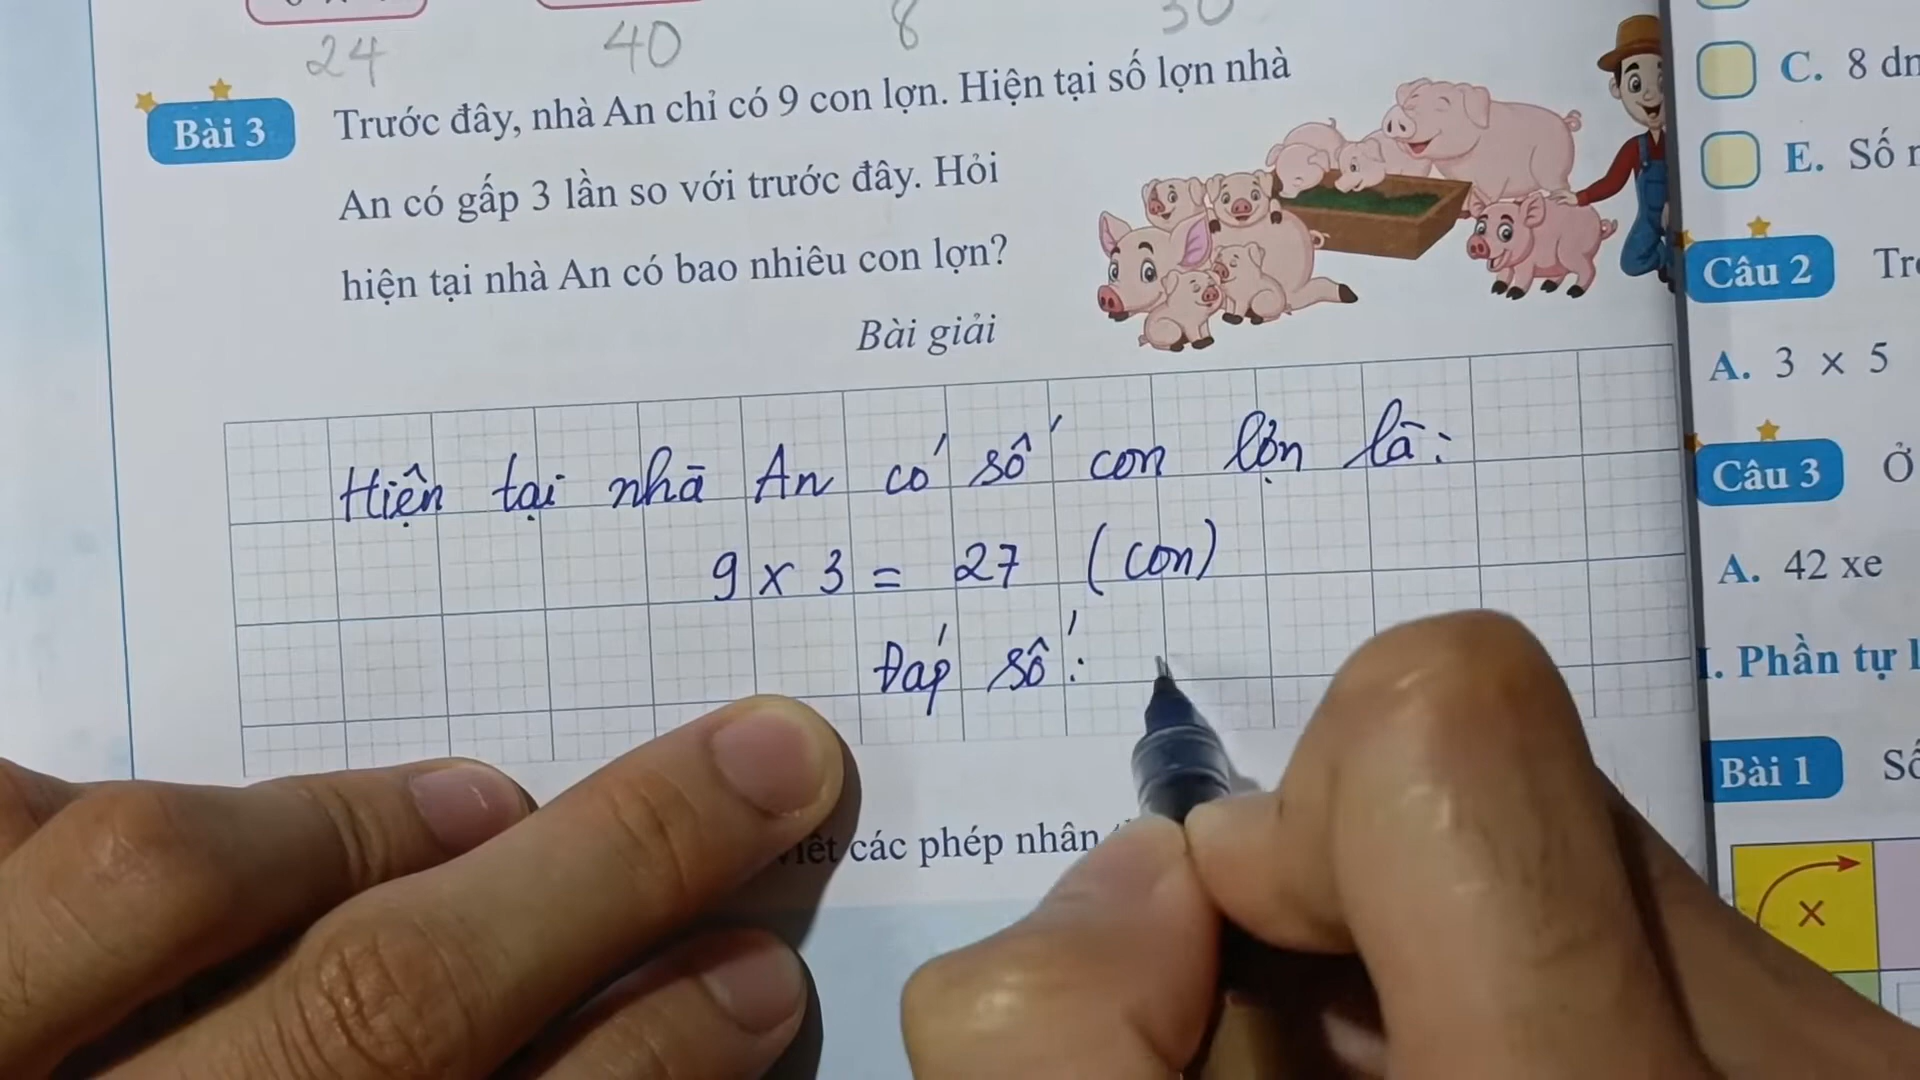 24 40 8 30
Bài 3 Trước đây, nhà An chỉ có 9 con lợn. Hiện tại số lợn nhà
An có gấp 3 lần so với trước đây. Hỏi
hiện tại nhà An có bao nhiêu con lợn?
Bài giải
Hiện tại nhà An có số con lợn là:
9 x 3 = 27 (con)
Đáp số:
các phép nhân
C. 8
E. Số
Câu 2
A. 3 × 5
Câu 3 Ở
A. 42 xe
I. Phần tự
Bài 1
×